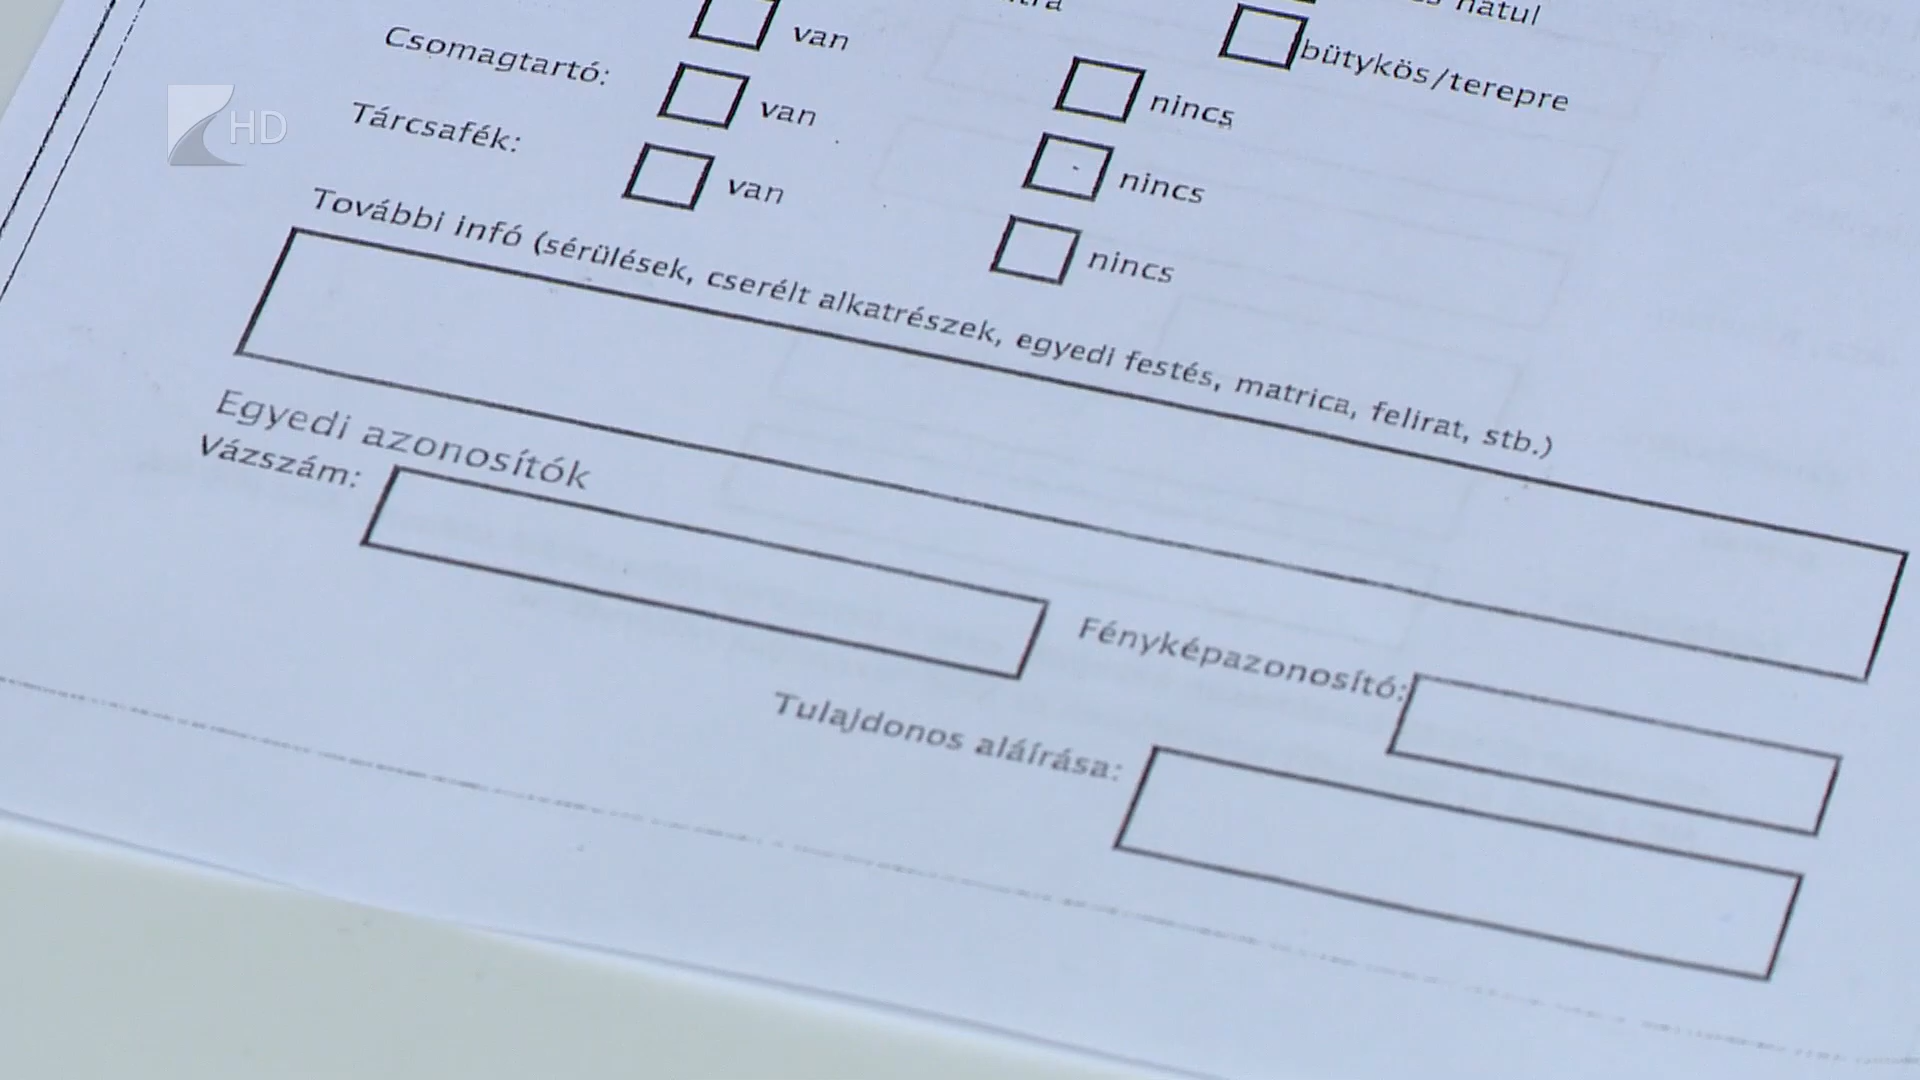 hátul
van
bütykös/terepre
Csomagtartó:
van
nincs
Tárcsafék:
van
nincs
nincs
További infó (sérülések, cserélt alkatrészek, egyedi festés, matrica, felirat, stb.)
Egyedi azonosítók
Vázszám:
Fényképazonosító:
Tulajdonos aláírása:
HD